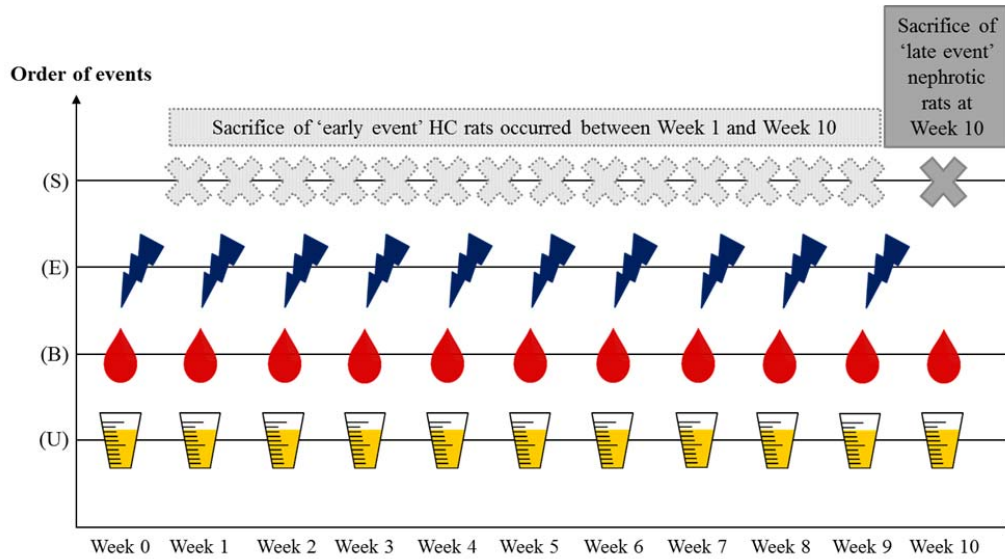 Sacrifice of
‘late event’
nephrotic
rats at
Week 10
Order of events
Sacrifice of ‘early event’ HC rats occurred between Week 1 and Week 10
(S)
(E)
(B)
(U)
Week 0 Week 1 Week 2 Week 3 Week 4 Week 5 Week 6 Week 7 Week 8 Week 9 Week 10